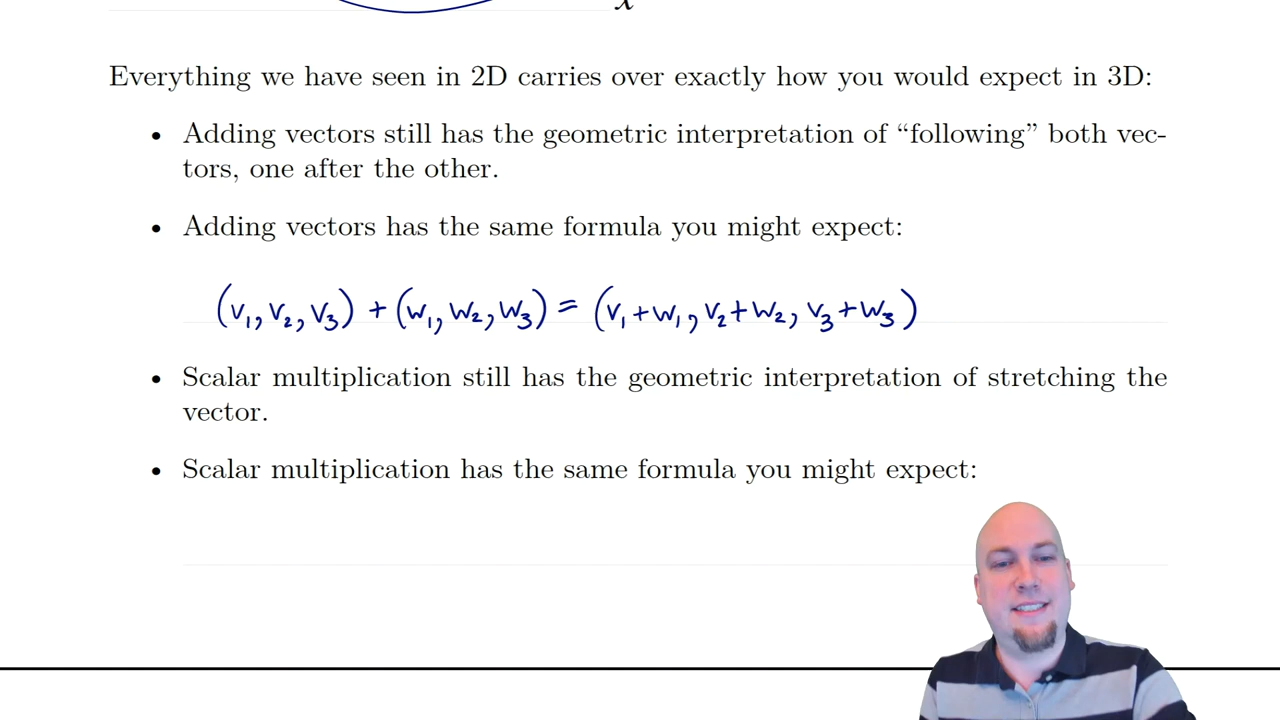 x
Everything we have seen in 2D carries over exactly how you would expect in 3D:
• Adding vectors still has the geometric interpretation of “following” both vec-
tors, one after the other.
• Adding vectors has the same formula you might expect:
(v₁, v₂, v₃) + (w₁, w₂, w₃) = (v₁+w₁, v₂+w₂, v₃+w₃)
• Scalar multiplication still has the geometric interpretation of stretching the
vector.
• Scalar multiplication has the same formula you might expect: